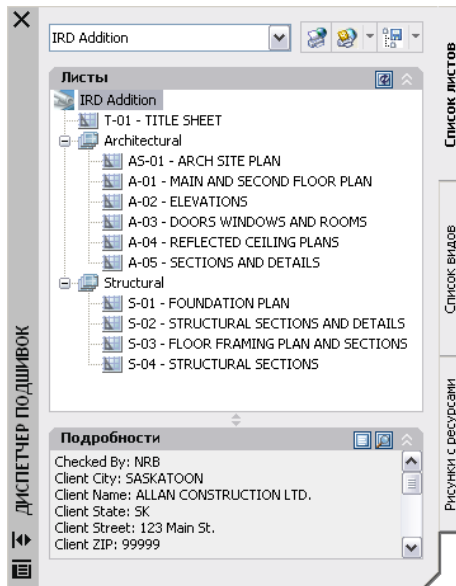 IRD Addition
Листы
IRD Addition
T-01 - TITLE SHEET
Architectural
AS-01 - ARCH SITE PLAN
A-01 - MAIN AND SECOND FLOOR PLAN
A-02 - ELEVATIONS
A-03 - DOORS WINDOWS AND ROOMS
A-04 - REFLECTED CEILING PLANS
A-05 - SECTIONS AND DETAILS
Structural
S-01 - FOUNDATION PLAN
S-02 - STRUCTURAL SECTIONS AND DETAILS
S-03 - FLOOR FRAMING PLAN AND SECTIONS
S-04 - STRUCTURAL SECTIONS
Подробности
Checked By: NRB
Client City: SASKATOON
Client Name: ALLAN CONSTRUCTION LTD.
Client State: SK
Client Street: 123 Main St.
Client ZIP: 99999
ДИСПЕТЧЕР ПОДШИВОК
Список листов
Список видов
Рисунки с ресурсами